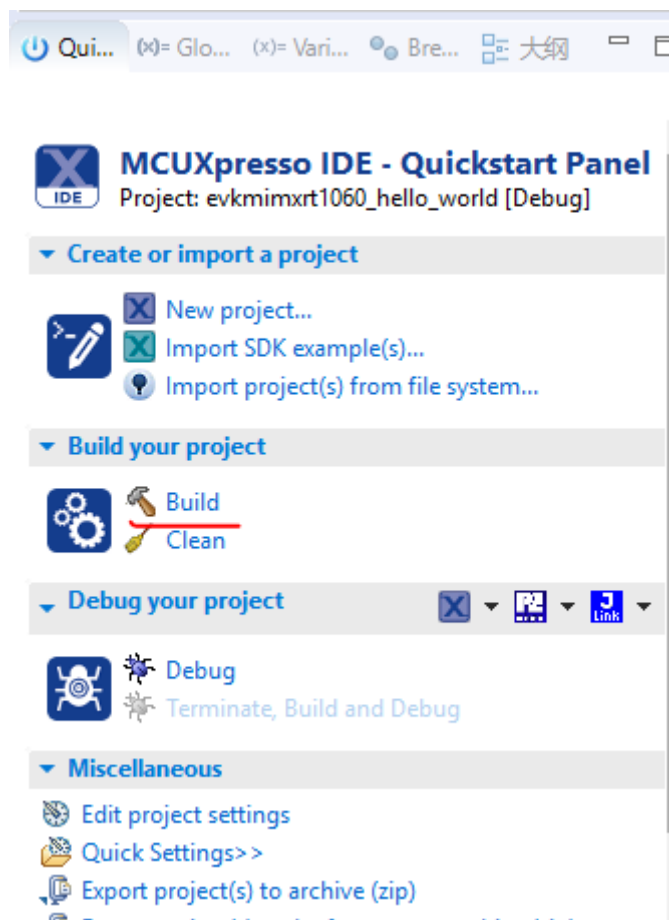 Qui... (x)= Glo... (x)= Vari... Bre... 大纲
IDE
MCUXpresso IDE - Quickstart Panel
Project: evkmimxrt1060_hello_world [Debug]
Create or import a project
New project...
Import SDK example(s)...
Import project(s) from file system...
Build your project
Build
Clean
Debug your project
J Link
Debug
Terminate, Build and Debug
Miscellaneous
Edit project settings
Quick Settings>>
Export project(s) to archive (zip)